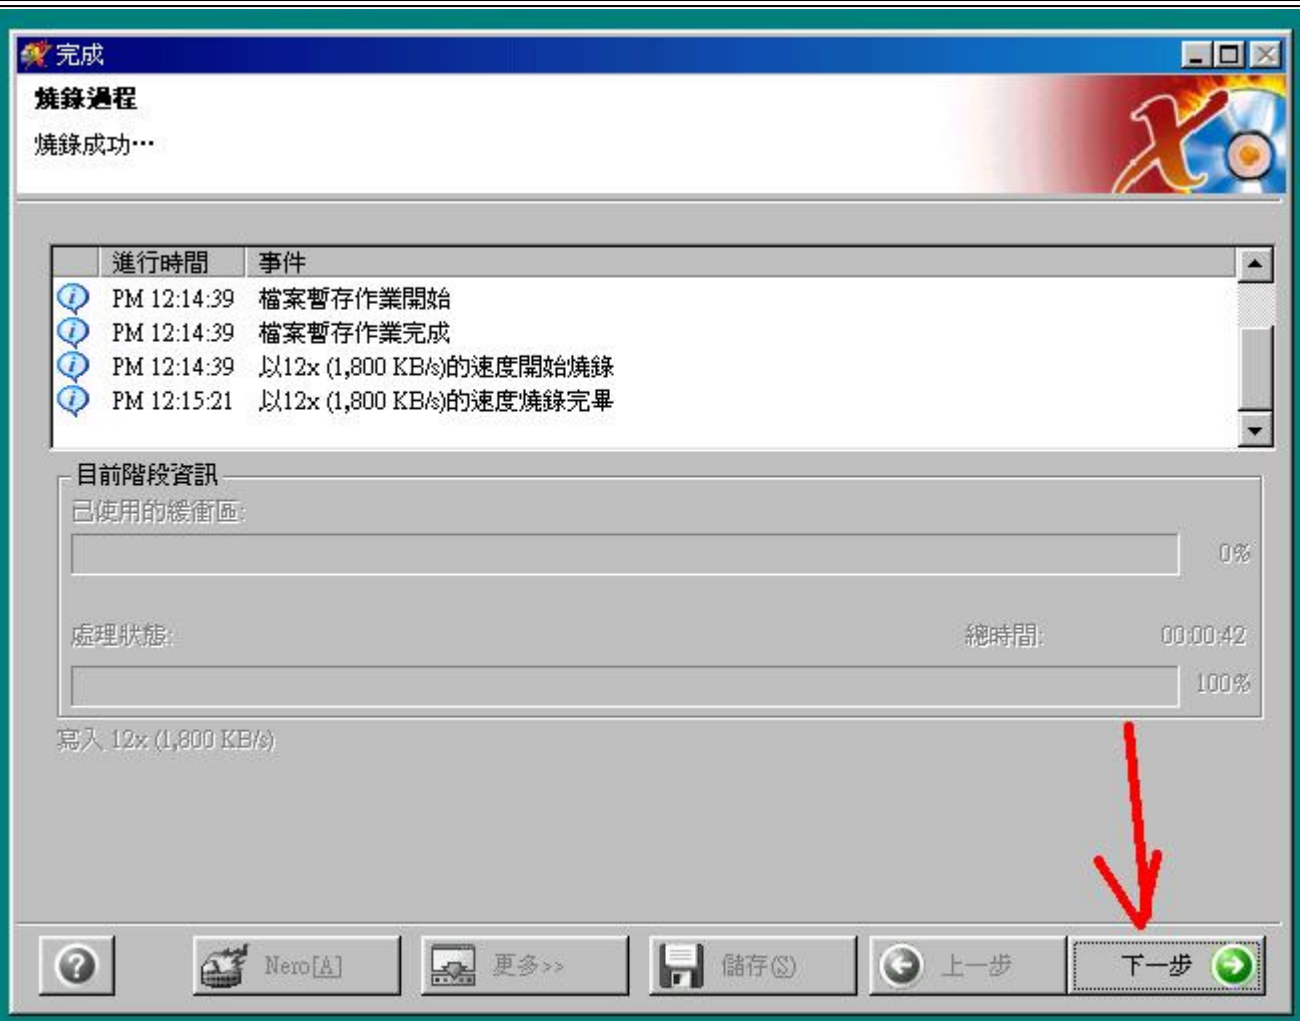 完成
燒錄過程
燒錄成功…
進行時間 事件
PM 12:14:39 檔案暫存作業開始
PM 12:14:39 檔案暫存作業完成
PM 12:14:39 以12x (1,800 KB/s)的速度開始燒錄
PM 12:15:21 以12x (1,800 KB/s)的速度燒錄完畢
目前階段資訊
已使用的緩衝區:
0%
處理狀態: 總時間: 00:00:42
100%
寫入 12x (1,800 KB/s)
Nero[A] 更多>> 儲存(S) 上一步 下一步